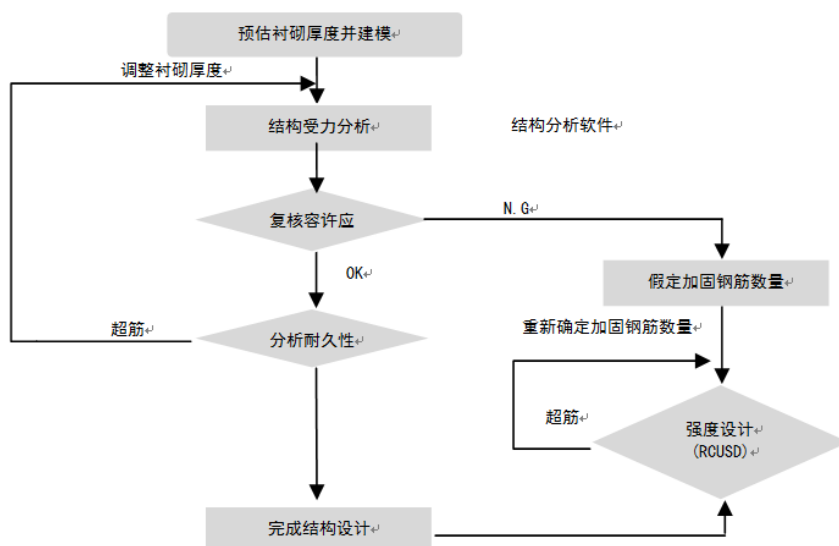 预估衬砌厚度并建模
调整衬砌厚度
结构受力分析
结构分析软件
复核容许应
N.G
OK
假定加固钢筋数量
超筋
分析耐久性
重新确定加固钢筋数量
超筋
强度设计
(RCUSD)
完成结构设计